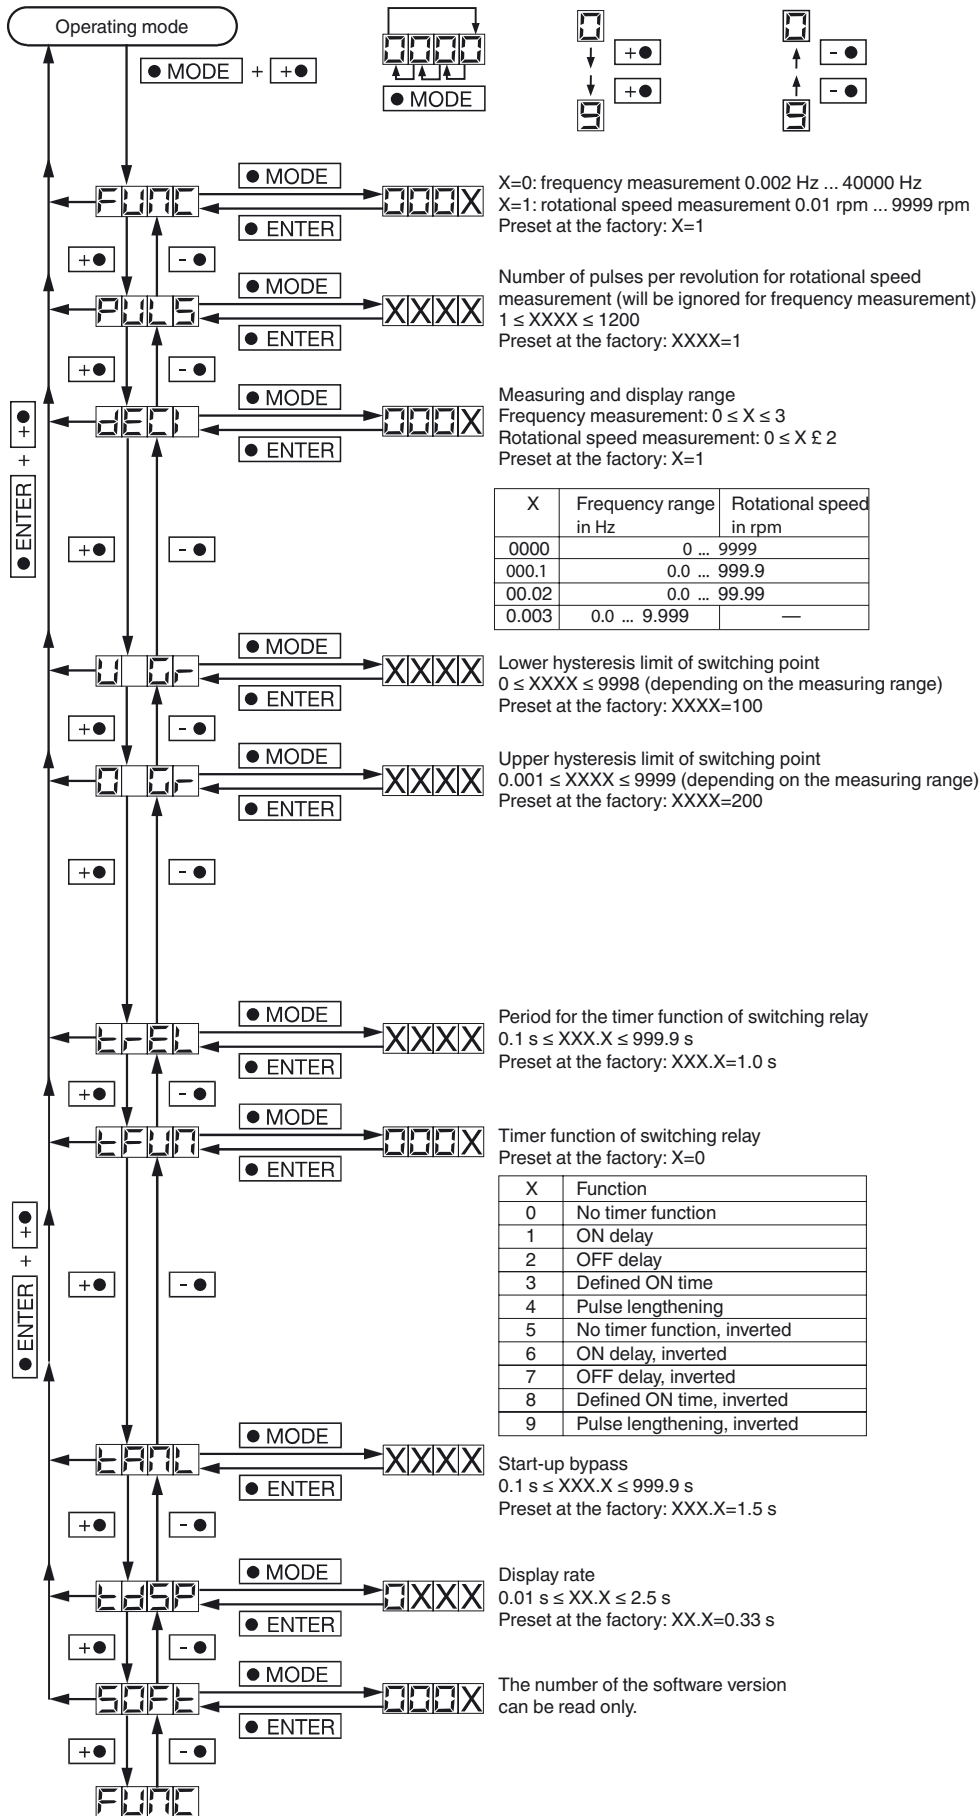 Operating mode
● MODE + +●
0000
● MODE
0
+●
+●
9
0
- ●
- ●
9
FUNC
● MODE
● ENTER
000X
X=0: frequency measurement 0.002 Hz ... 40000 Hz
X=1: rotational speed measurement 0.01 rpm ... 9999 rpm
Preset at the factory: X=1
+● - ●
PULS
● MODE
● ENTER
XXXX
Number of pulses per revolution for rotational speed
measurement (will be ignored for frequency measurement)
1 ≤ XXXX ≤ 1200
Preset at the factory: XXXX=1
+● - ●
dECI
● MODE
● ENTER
000X
Measuring and display range
Frequency measurement: 0 ≤ X ≤ 3
Rotational speed measurement: 0 ≤ X £ 2
Preset at the factory: X=1
● ENTER + +●
+● - ●
X Frequency range Rotational speed
in Hz in rpm
0000 0 ... 9999
000.1 0.0 ... 999.9
00.02 0.0 ... 99.99
0.003 0.0 ... 9.999 —
U Gr
● MODE
● ENTER
XXXX
Lower hysteresis limit of switching point
0 ≤ XXXX ≤ 9998 (depending on the measuring range)
Preset at the factory: XXXX=100
+● - ●
O Gr
● MODE
● ENTER
XXXX
Upper hysteresis limit of switching point
0.001 ≤ XXXX ≤ 9999 (depending on the measuring range)
Preset at the factory: XXXX=200
+● - ●
trEL
● MODE
● ENTER
XXXX
Period for the timer function of switching relay
0.1 s ≤ XXX.X ≤ 999.9 s
Preset at the factory: XXX.X=1.0 s
+● - ●
tFUN
● MODE
● ENTER
000X
Timer function of switching relay
Preset at the factory: X=0
X Function
0 No timer function
1 ON delay
2 OFF delay
3 Defined ON time
4 Pulse lengthening
5 No timer function, inverted
6 ON delay, inverted
7 OFF delay, inverted
8 Defined ON time, inverted
9 Pulse lengthening, inverted
● ENTER + +●
+● - ●
tANL
● MODE
● ENTER
XXXX
Start-up bypass
0.1 s ≤ XXX.X ≤ 999.9 s
Preset at the factory: XXX.X=1.5 s
+● - ●
tdSP
● MODE
● ENTER
0XXX
Display rate
0.01 s ≤ XX.X ≤ 2.5 s
Preset at the factory: XX.X=0.33 s
+● - ●
SOFt
● MODE
● ENTER
000X
The number of the software version
can be read only.
+● - ●
FUNC